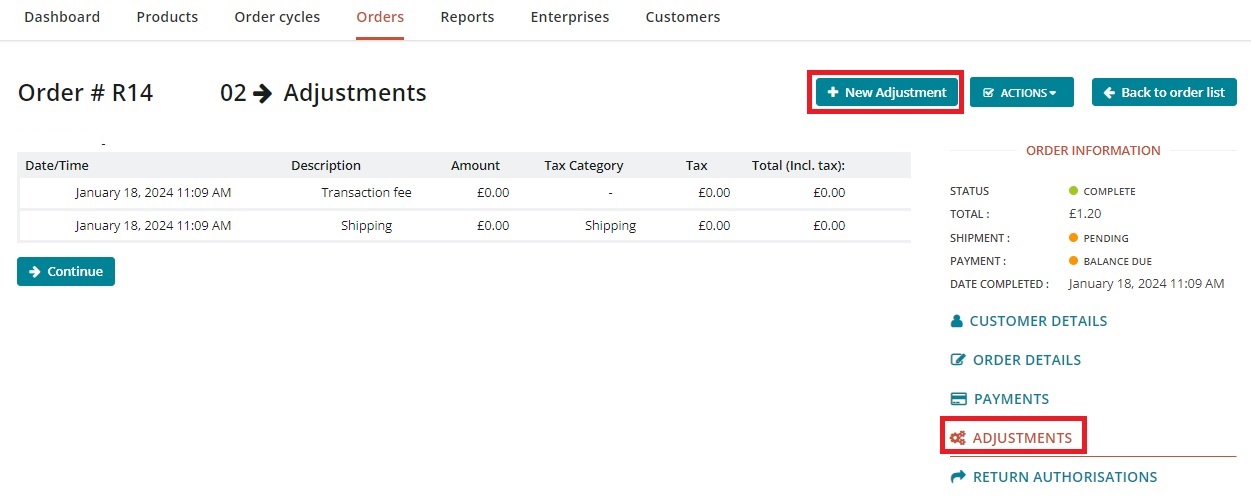 Dashboard Products Order cycles Orders Reports Enterprises Customers
Order # R14 02 → Adjustments
+ New Adjustment
ACTIONS
← Back to order list
-
Date/Time Description Amount Tax Category Tax Total (Incl. tax):
January 18, 2024 11:09 AM Transaction fee £0.00 - £0.00 £0.00
January 18, 2024 11:09 AM Shipping £0.00 Shipping £0.00 £0.00
→ Continue
ORDER INFORMATION
STATUS COMPLETE
TOTAL : £1.20
SHIPMENT : PENDING
PAYMENT : BALANCE DUE
DATE COMPLETED : January 18, 2024 11:09 AM
CUSTOMER DETAILS
ORDER DETAILS
PAYMENTS
ADJUSTMENTS
RETURN AUTHORISATIONS